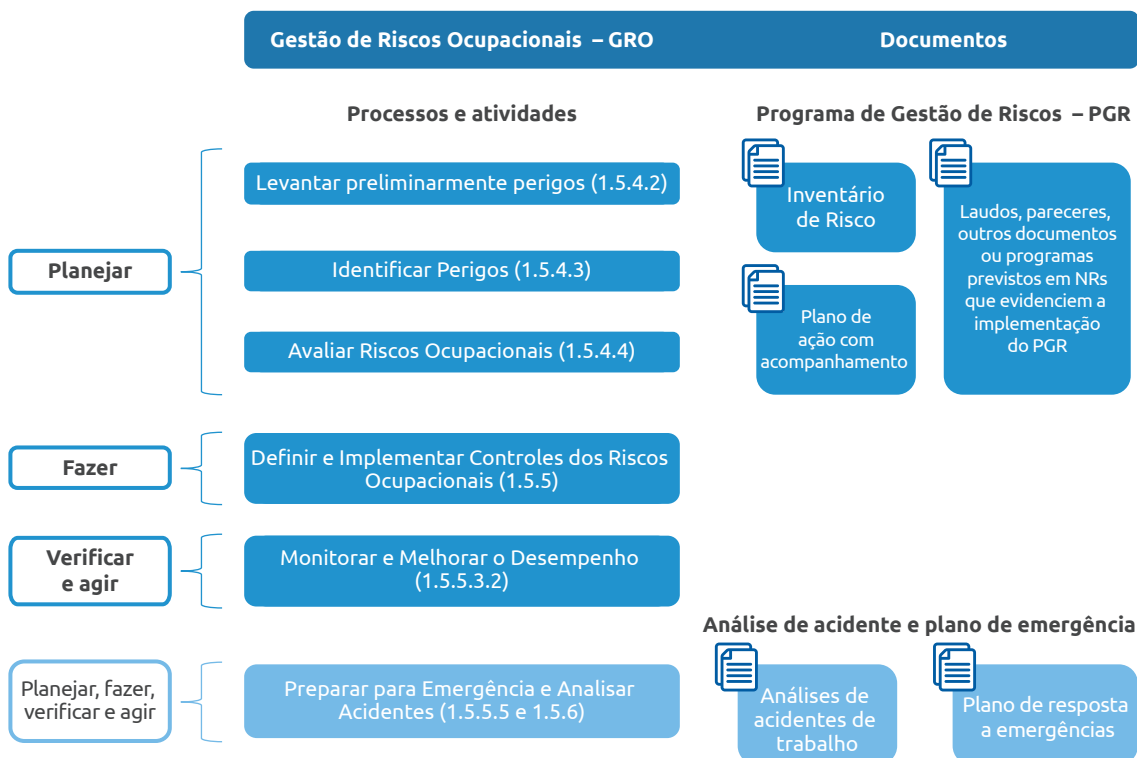 Gestão de Riscos Ocupacionais – GRO
Documentos
Processos e atividades
Programa de Gestão de Riscos – PGR
Planejar
Levantar preliminarmente perigos (1.5.4.2)
Identificar Perigos (1.5.4.3)
Avaliar Riscos Ocupacionais (1.5.4.4)
Inventário
de Risco
Plano de
ação com
acompanhamento
Laudos, pareceres,
outros documentos
ou programas
previstos em NRs
que evidenciem a
implementação
do PGR
Fazer
Definir e Implementar Controles dos Riscos
Ocupacionais (1.5.5)
Verificar
e agir
Monitorar e Melhorar o Desempenho
(1.5.5.3.2)
Análise de acidente e plano de emergência
Planejar, fazer,
verificar e agir
Preparar para Emergência e Analisar
Acidentes (1.5.5.5 e 1.5.6)
Análises de
acidentes de
trabalho
Plano de resposta
a emergências